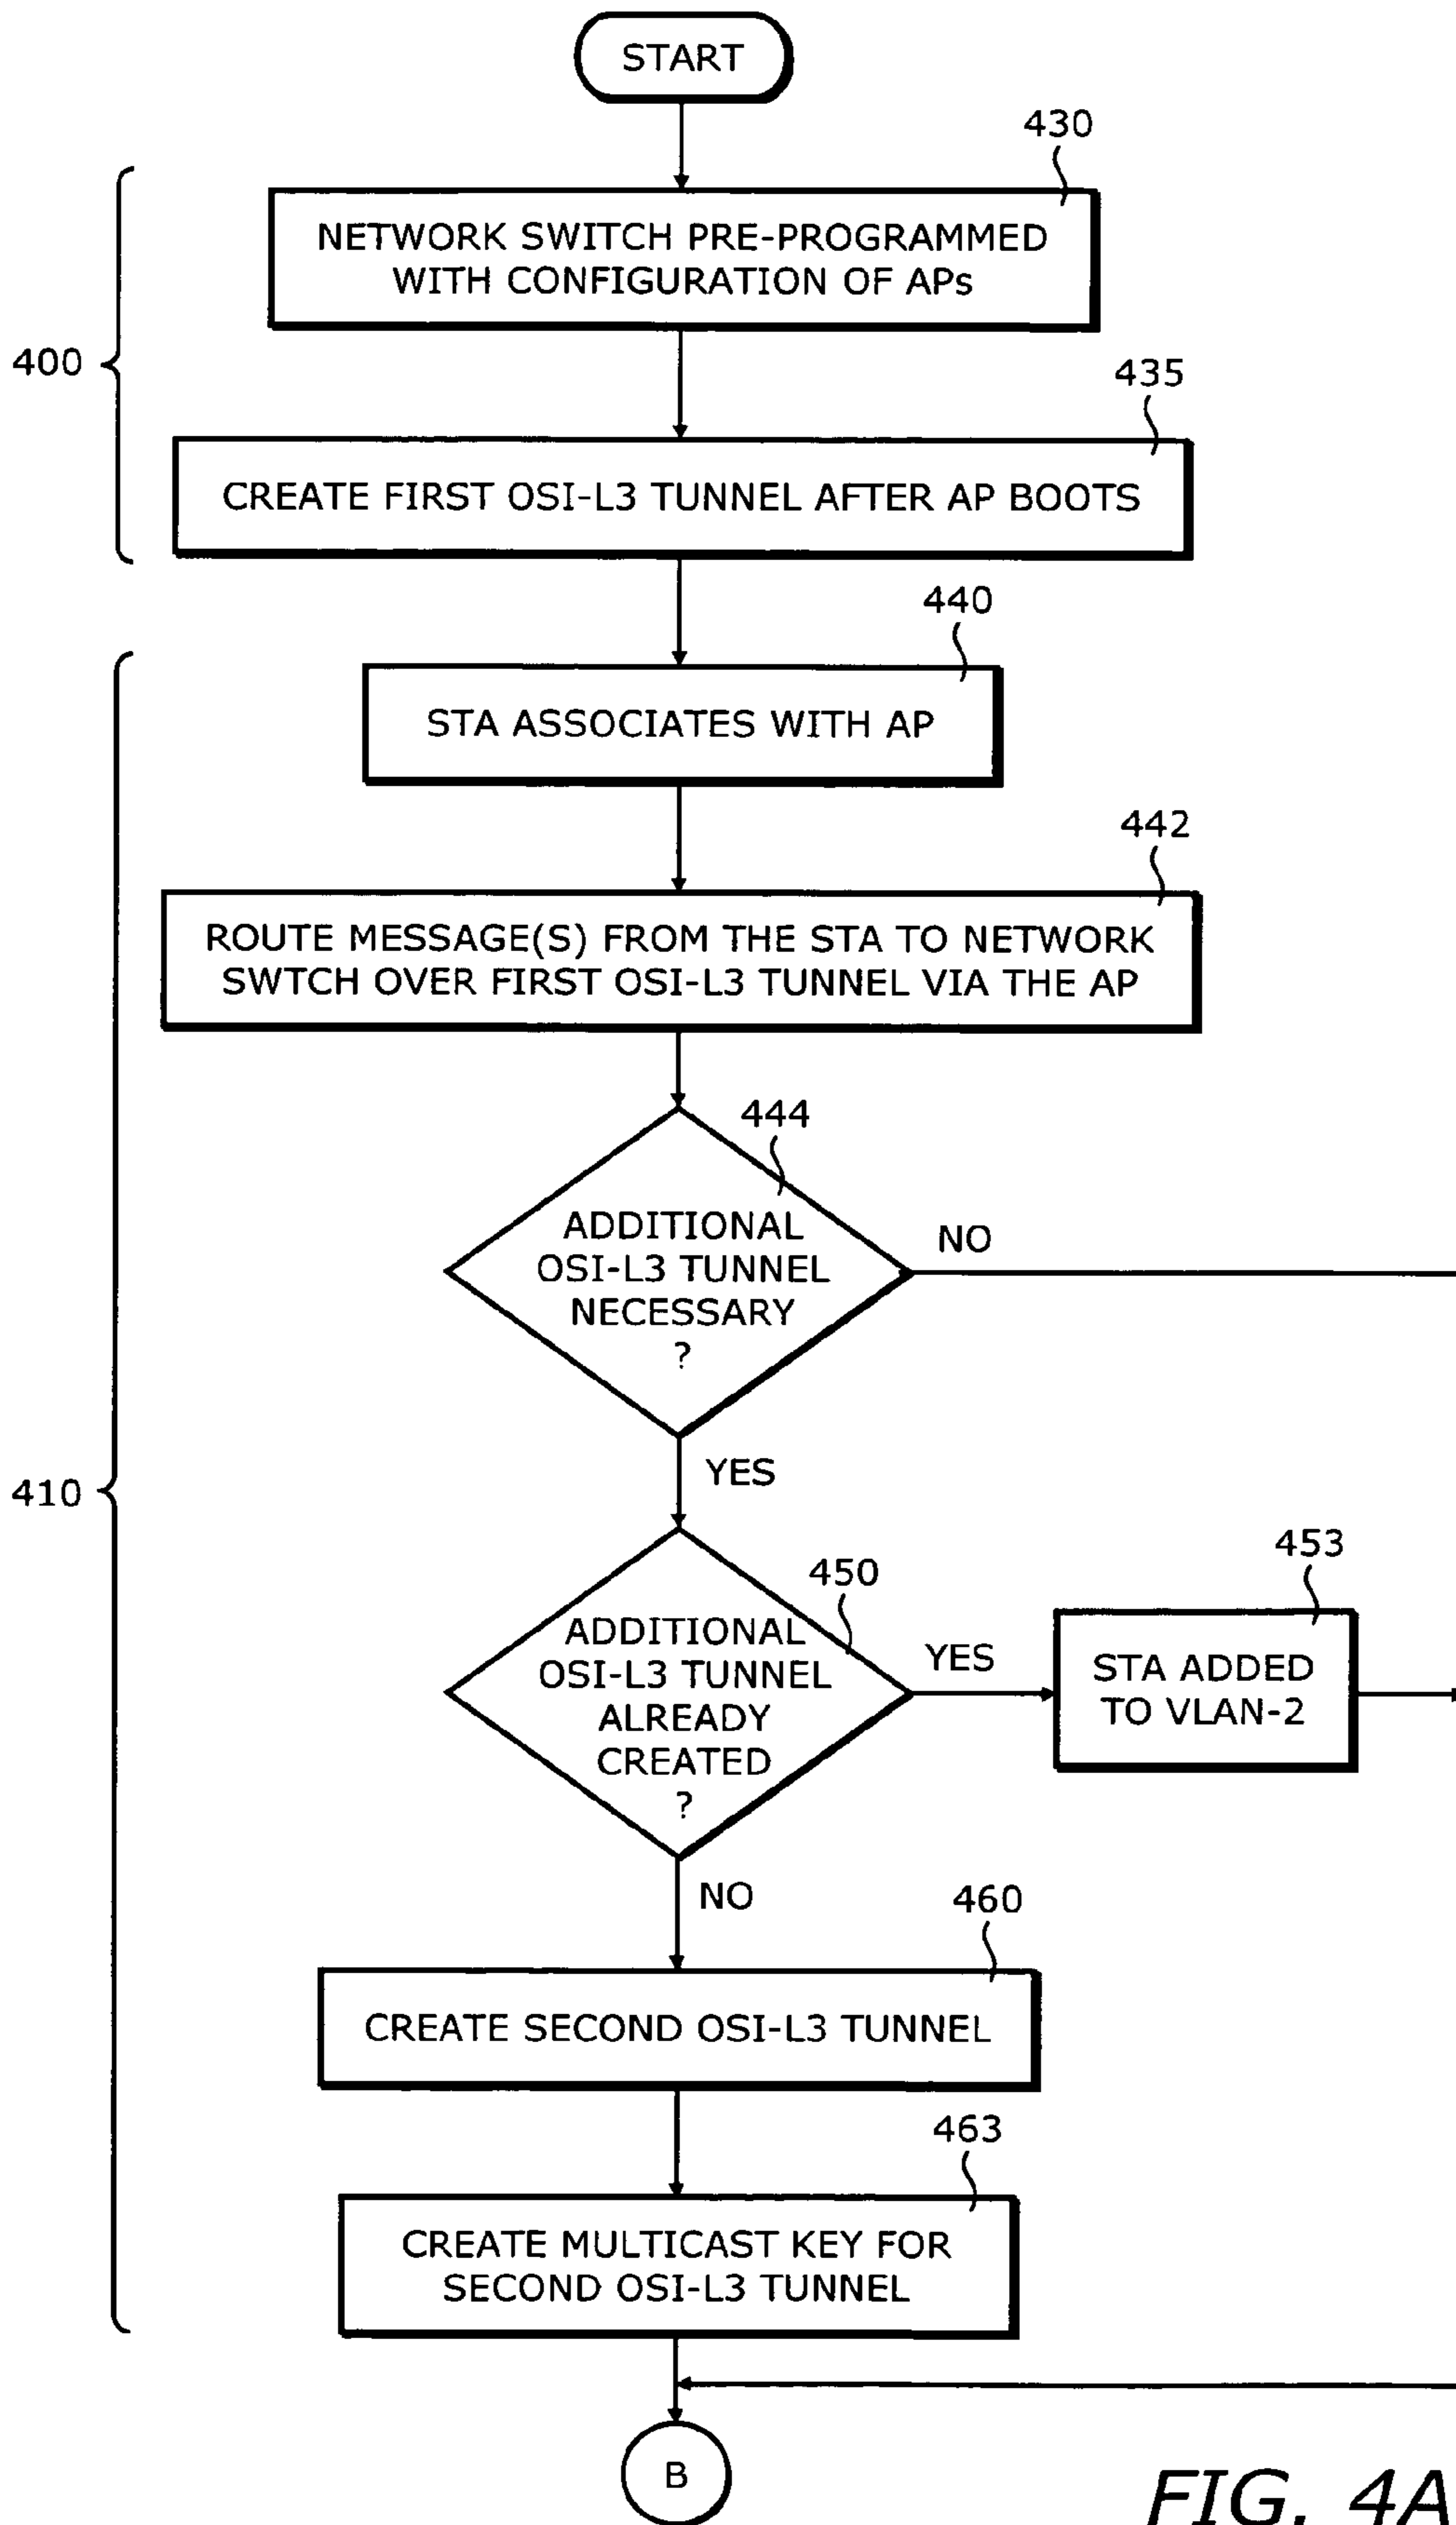 START
430
NETWORK SWITCH PRE-PROGRAMMED
WITH CONFIGURATION OF APs
400
435
CREATE FIRST OSI-L3 TUNNEL AFTER AP BOOTS
440
STA ASSOCIATES WITH AP
442
ROUTE MESSAGE(S) FROM THE STA TO NETWORK
SWTCH OVER FIRST OSI-L3 TUNNEL VIA THE AP
444
ADDITIONAL
OSI-L3 TUNNEL
NECESSARY
?
NO
YES
410
450
ADDITIONAL
OSI-L3 TUNNEL
ALREADY
CREATED
?
YES
453
STA ADDED
TO VLAN-2
NO
460
CREATE SECOND OSI-L3 TUNNEL
463
CREATE MULTICAST KEY FOR
SECOND OSI-L3 TUNNEL
B
FIG. 4A